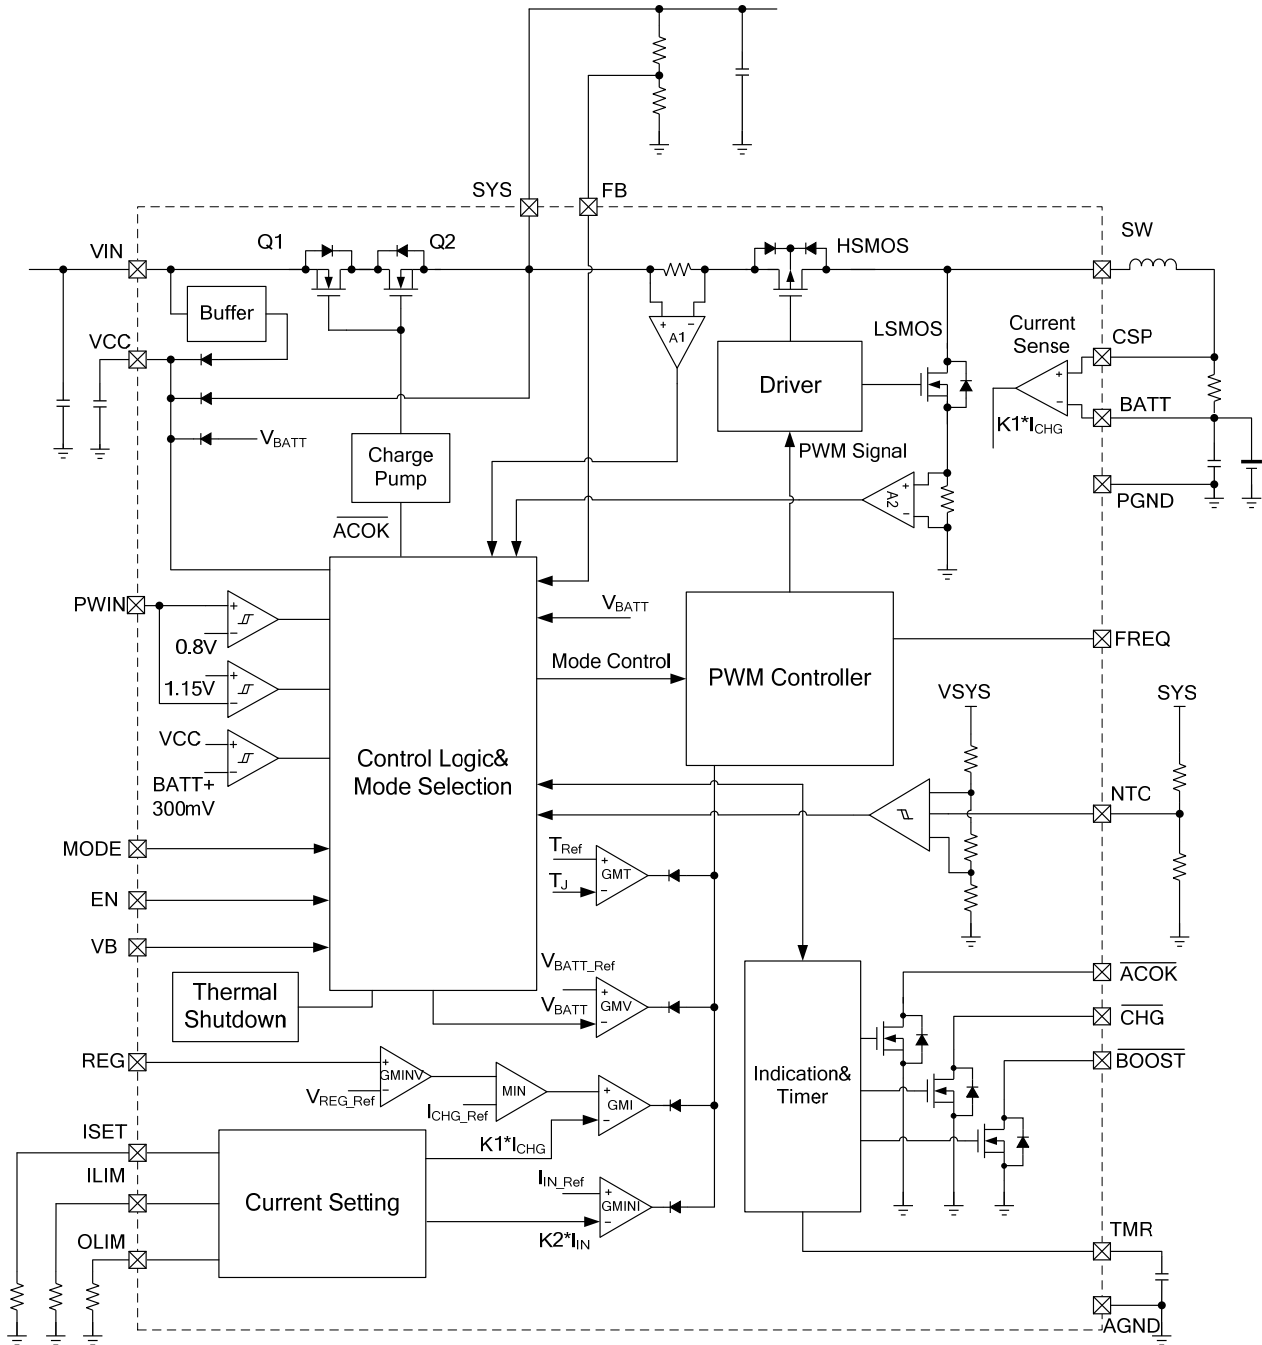 SYS
FB
VIN
Q1
Q2
HSMOS
SW
Buffer
LSMOS
Current
Sense
CSP
VCC
A1
Driver
BATT
K1*ICHG
VBATT
Charge
Pump
PWM Signal
A2
PGND
ACOK
PWIN
0.8V
VBATT
FREQ
Mode Control
PWM Controller
1.15V
VSYS
SYS
VCC
BATT+
300mV
Control Logic&
Mode Selection
NTC
MODE
TRef
GMT
TJ
EN
VB
VBATT_Ref
ACOK
Thermal
Shutdown
VBATT
GMV
CHG
REG
BOOST
GMINV
VREG_Ref
MIN
ICHG_Ref
GMI
Indication&
Timer
ISET
K1*ICHG
ILIM
IIN_Ref
Current Setting
GMINI
OLIM
K2*IIN
TMR
AGND